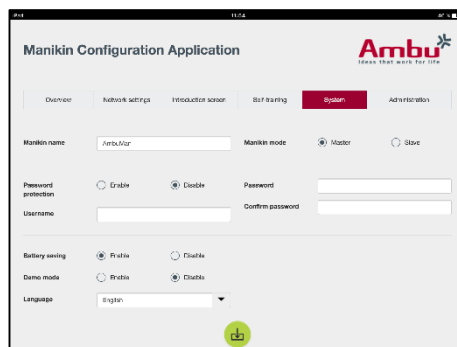 iPad 11:04
Manikin Configuration Application
Ambu
Ideas that work for life
Overview Network settings Introduction screen Self-training System Administration
Manikin name AmbuMan Manikin mode Master Slave
Password protection Enable Disable Password
Username Confirm password
Battery saving Enable Disable
Demo mode Enable Disable
Language English